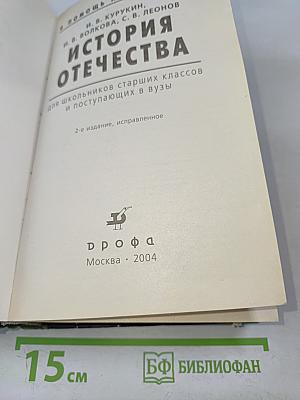 В ПОМОЩЬ
И. В. КУРУКИН,
И. В. ВОЛКОВА, С. В. ЛЕОНОВ
ИСТОРИЯ
ОТЕЧЕСТВА
для школьников старших классов
и поступающих в вузы
2-е издание, исправленное
дрофа
Москва · 2004
15 см
БФ БИБЛИОФАН